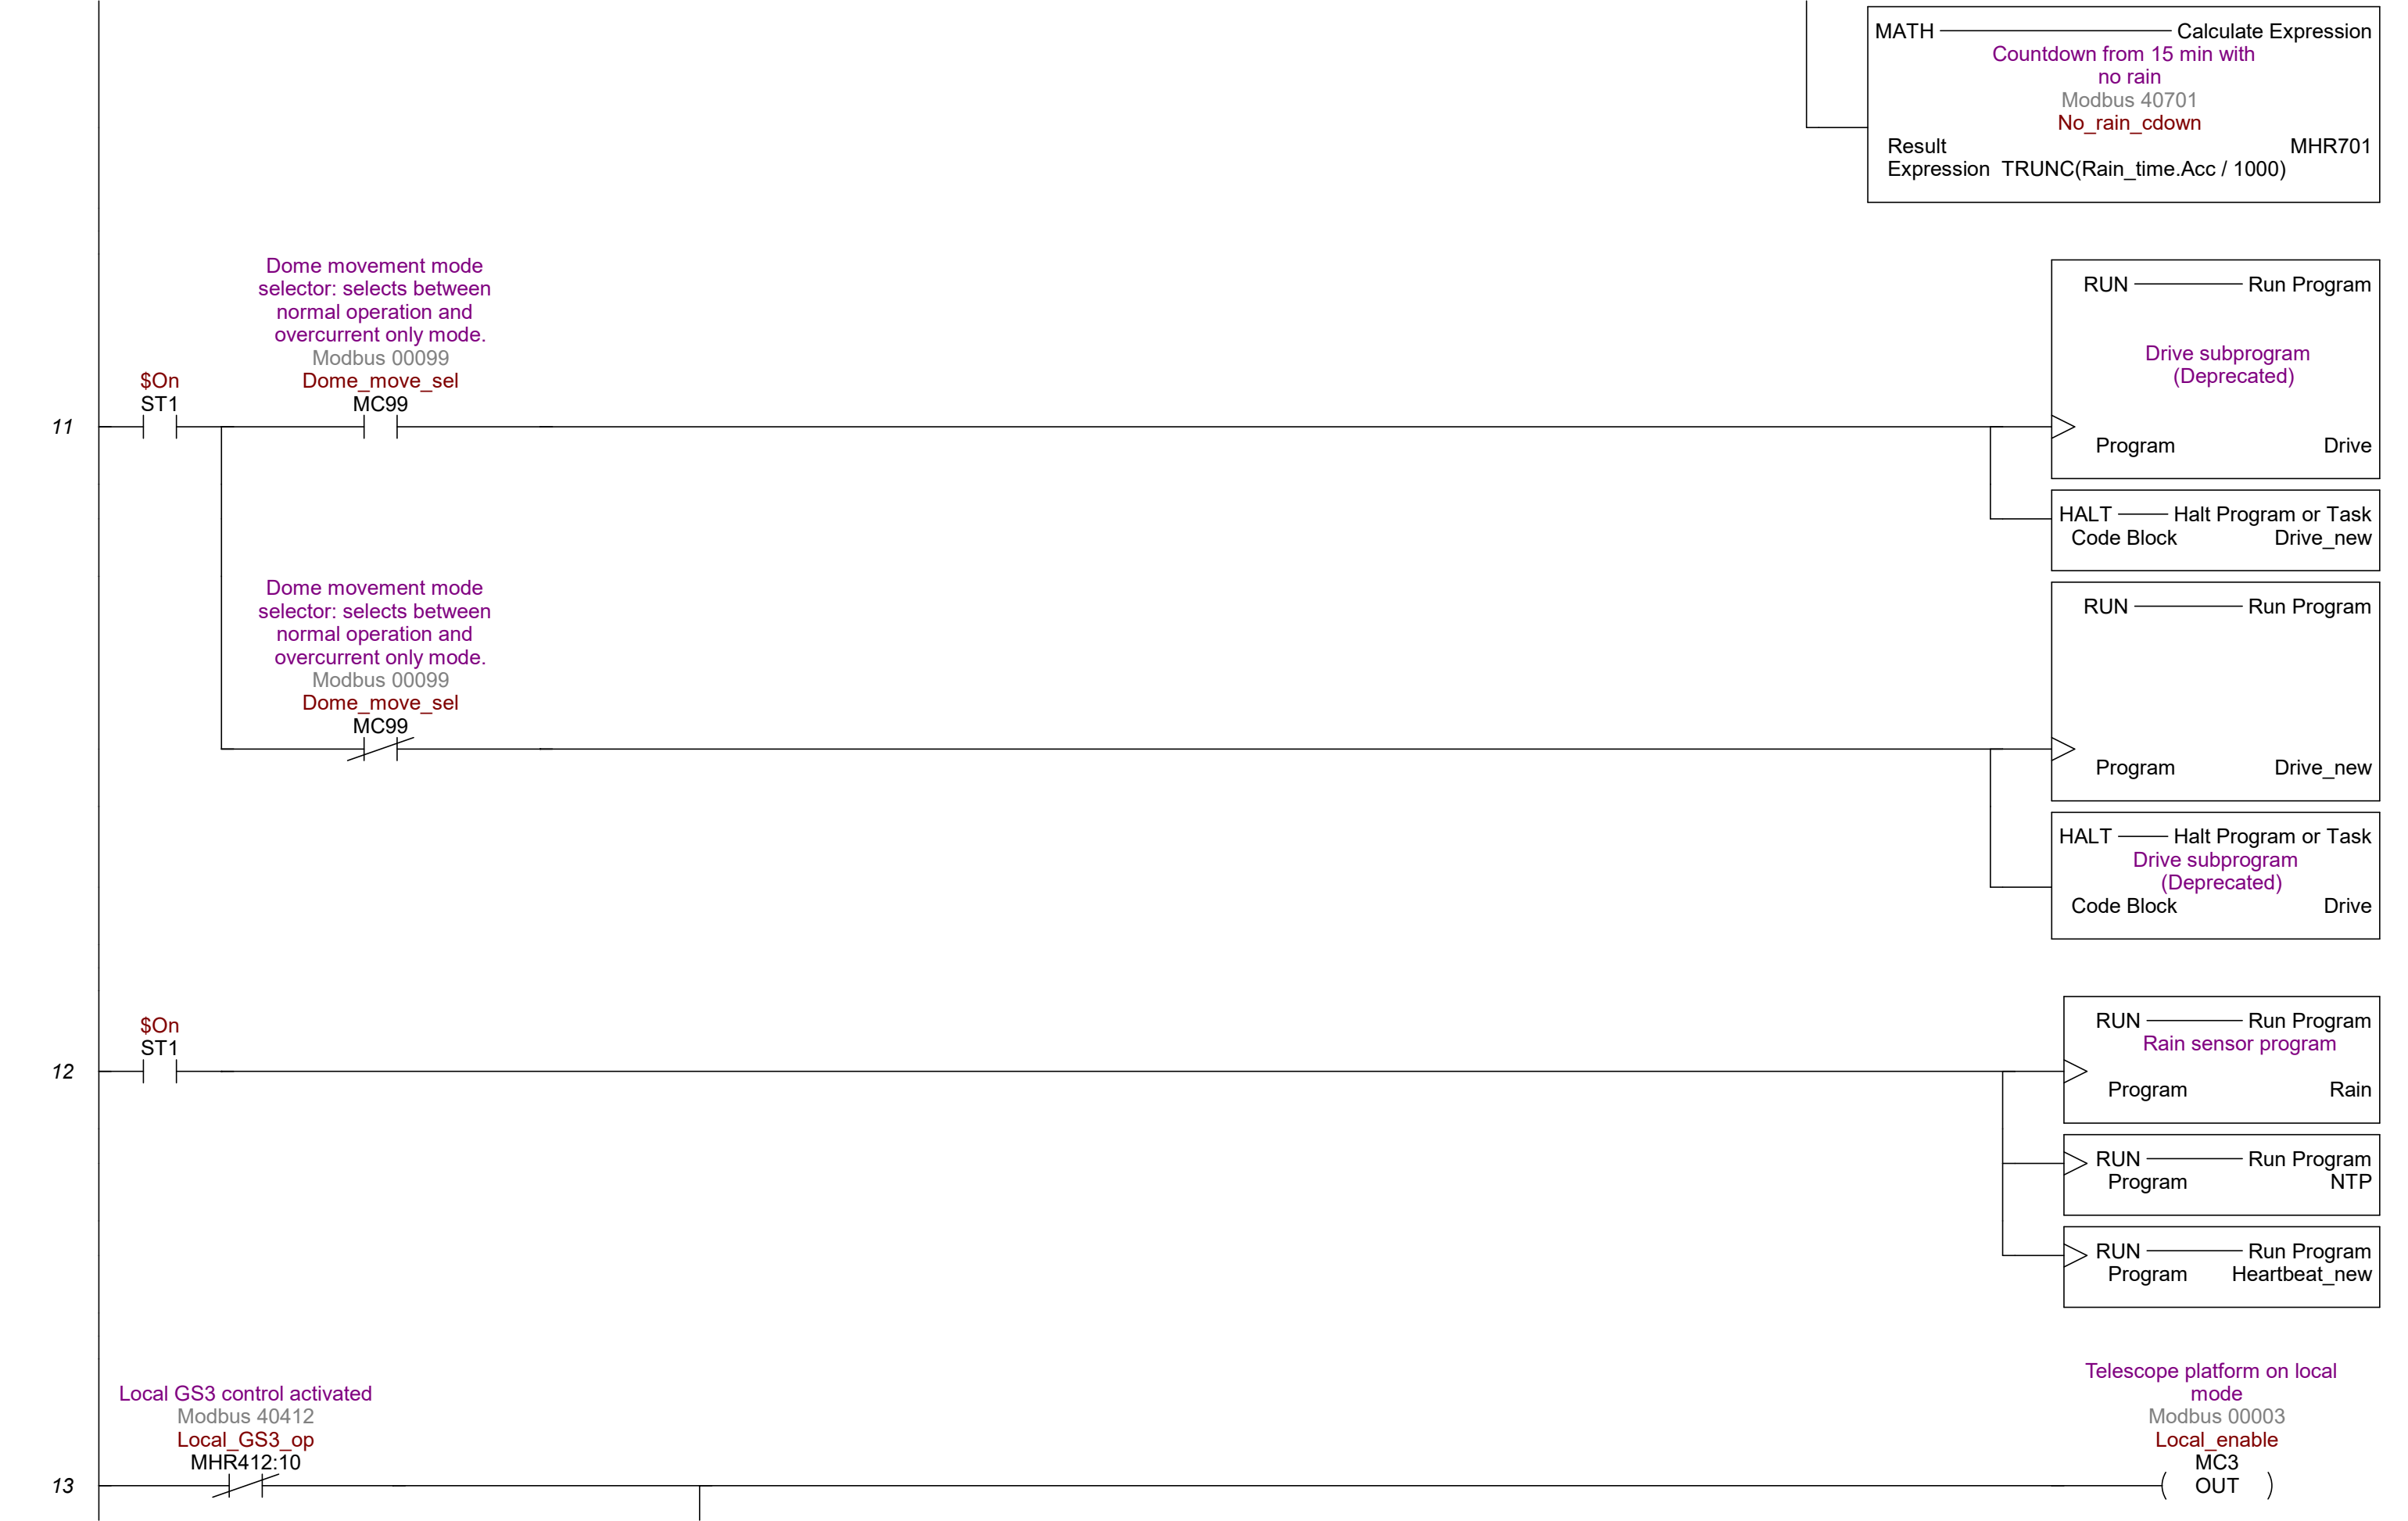 MATH Calculate Expression
Countdown from 15 min with
no rain
Modbus 40701
No_rain_cdown
Result MHR701
Expression TRUNC(Rain_time.Acc / 1000)
11
$On
ST1
Dome movement mode
selector: selects between
normal operation and
overcurrent only mode.
Modbus 00099
Dome_move_sel
MC99
RUN Run Program
Drive subprogram
(Deprecated)
Program Drive
HALT Halt Program or Task
Code Block Drive_new
Dome movement mode
selector: selects between
normal operation and
overcurrent only mode.
Modbus 00099
Dome_move_sel
MC99
RUN Run Program
Program Drive_new
HALT Halt Program or Task
Drive subprogram
(Deprecated)
Code Block Drive
12
$On
ST1
RUN Run Program
Rain sensor program
Program Rain
RUN Run Program
Program NTP
RUN Run Program
Program Heartbeat_new
13
Local GS3 control activated
Modbus 40412
Local_GS3_op
MHR412:10
Telescope platform on local
mode
Modbus 00003
Local_enable
MC3
OUT